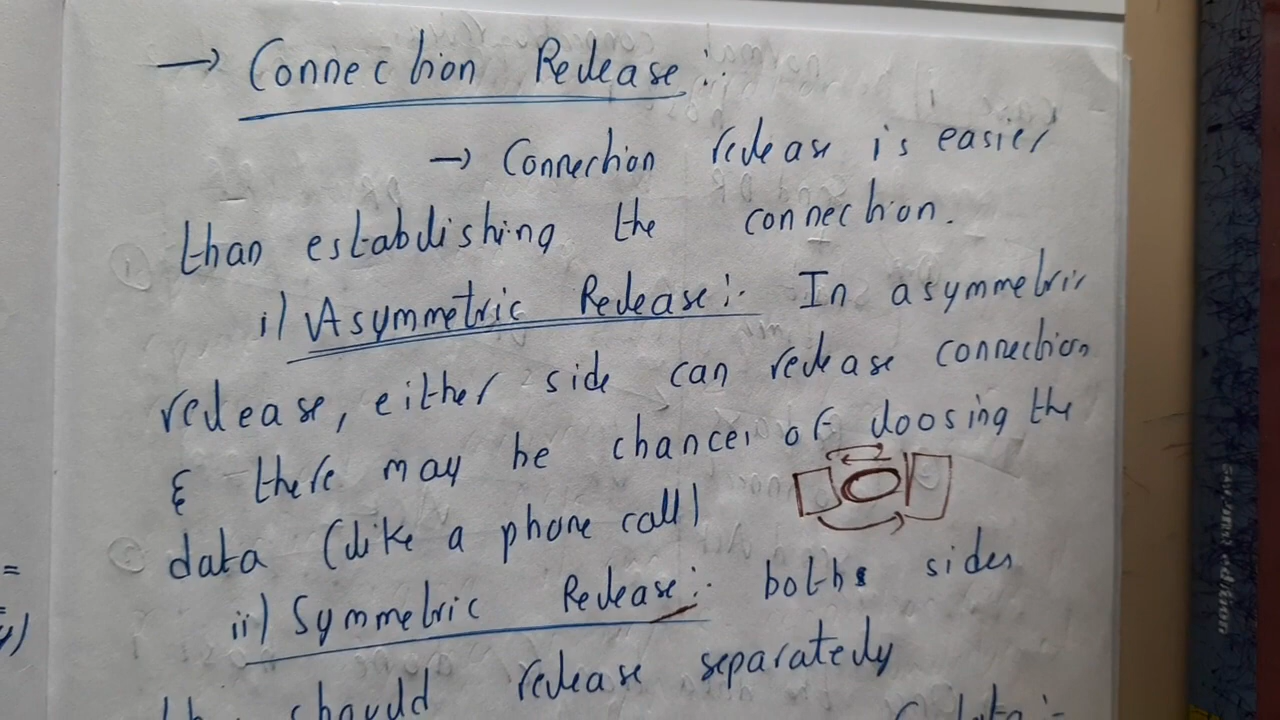 → Connection Release:-
→ Connection release is easier
than establishing the connection.
i) Asymmetric Release:- In asymmetric
release, either side can release connection
& there may be chances of loosing the
data (like a phone call)
ii) Symmetric Release:- both sides
should release separately
data:-